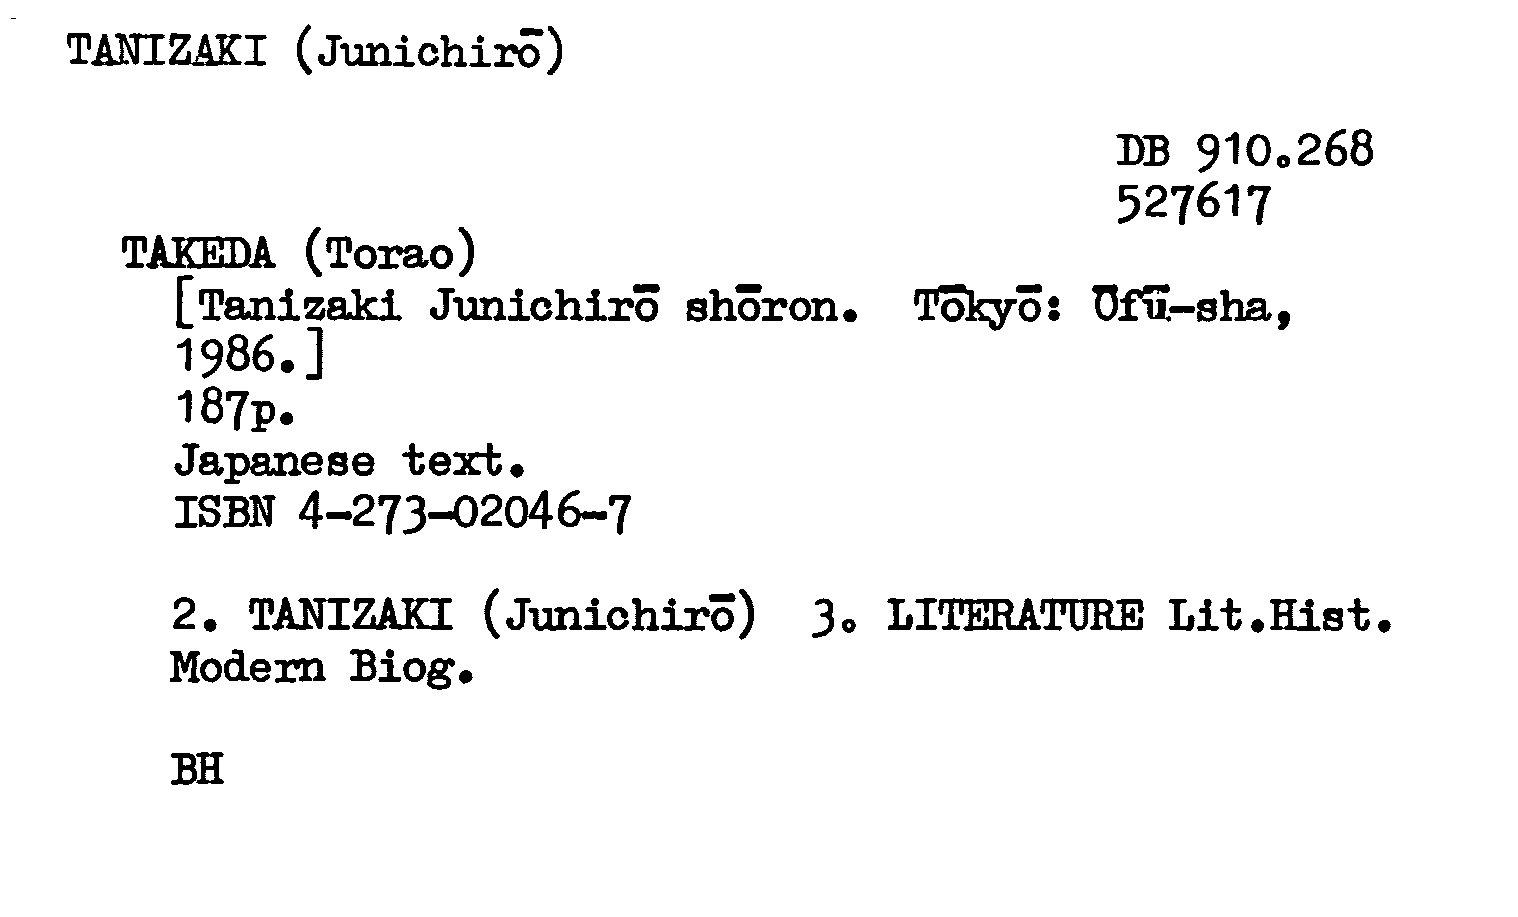 TANIZAKI (Junichirō)
DB 910.268
527617
TAKEDA (Torao)
[Tanizaki Junichirō shōron. Tōkyō: Ōfū-sha,
1986.]
187p.
Japanese text.
ISBN 4-273-02046-7
2. TANIZAKI (Junichirō) 3. LITERATURE Lit.Hist.
Modern Biog.
BH